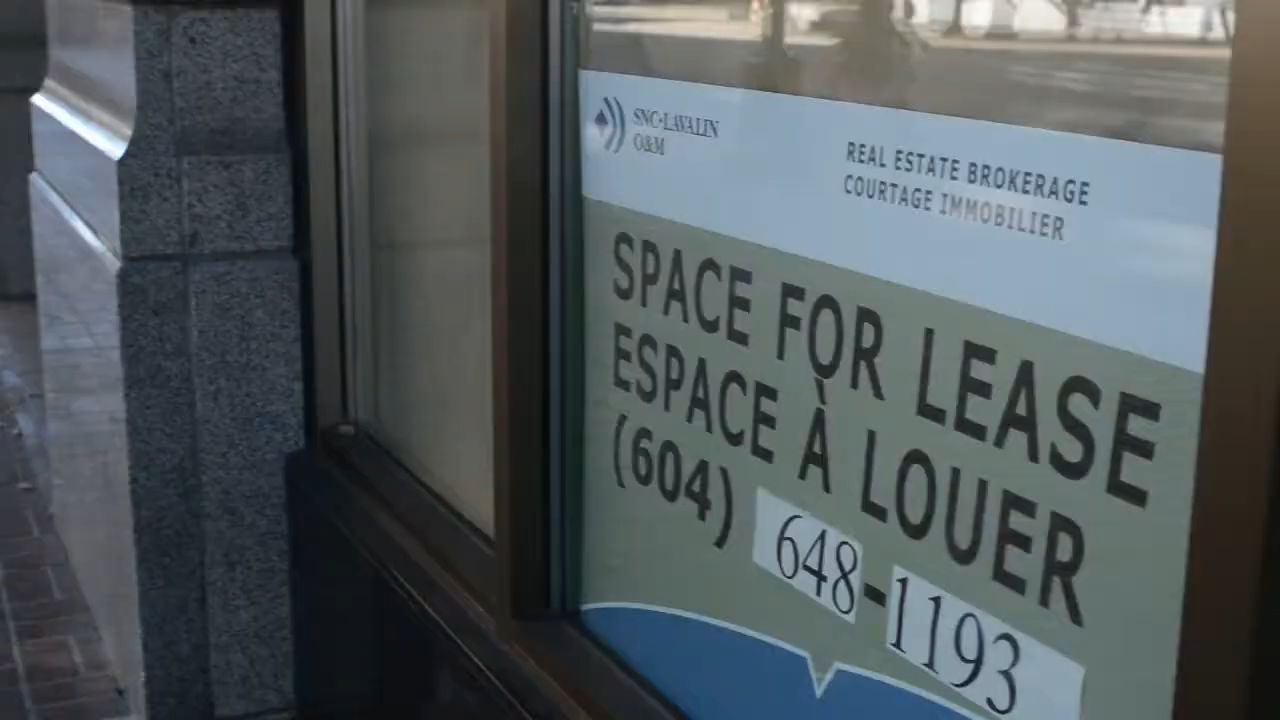 SNC•LAVALIN
O&M
REAL ESTATE BROKERAGE
COURTAGE IMMOBILIER
SPACE FOR LEASE
ESPACE À LOUER
(604) 648-1193